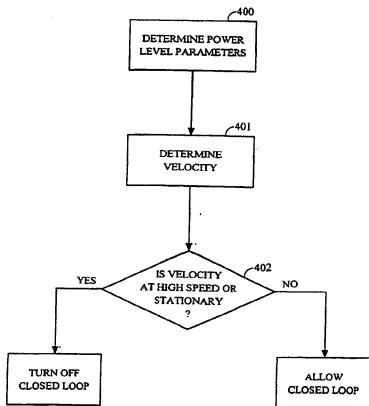 400
DETERMINE POWER
LEVEL PARAMETERS
401
DETERMINE
VELOCITY
402
IS VELOCITY
AT HIGH SPEED OR
STATIONARY
?
YES
NO
TURN OFF
CLOSED LOOP
ALLOW
CLOSED LOOP